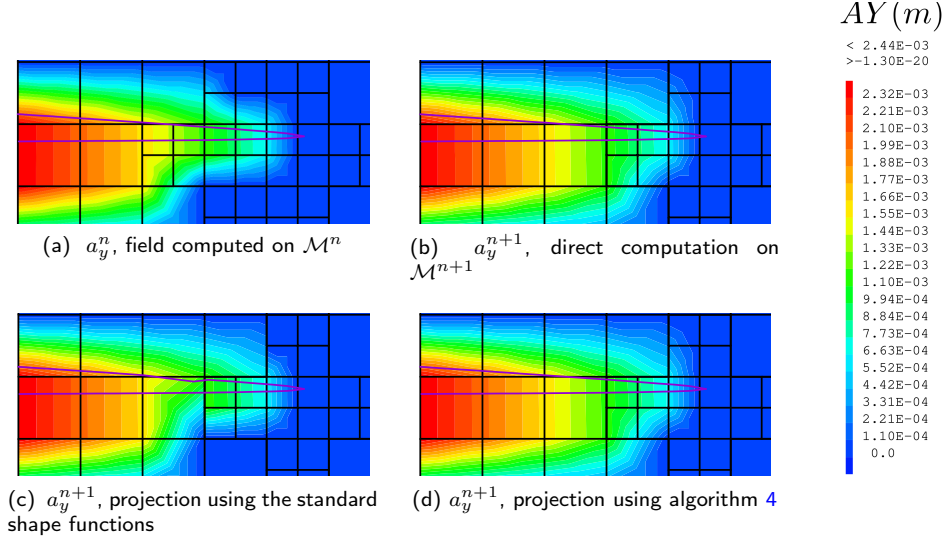 AY (m)
< 2.44E-03
>-1.30E-20
2.32E-03
2.21E-03
2.10E-03
1.99E-03
1.88E-03
1.77E-03
1.66E-03
1.55E-03
1.44E-03
1.33E-03
1.22E-03
1.10E-03
9.94E-04
8.84E-04
7.73E-04
6.63E-04
5.52E-04
4.42E-04
3.31E-04
2.21E-04
1.10E-04
0.0
(a) $a_y^n$, field computed on $\mathcal{M}^n$
(b) $a_y^{n+1}$, direct computation on
$\mathcal{M}^{n+1}$
(c) $a_y^{n+1}$, projection using the standard
shape functions
(d) $a_y^{n+1}$, projection using algorithm 4